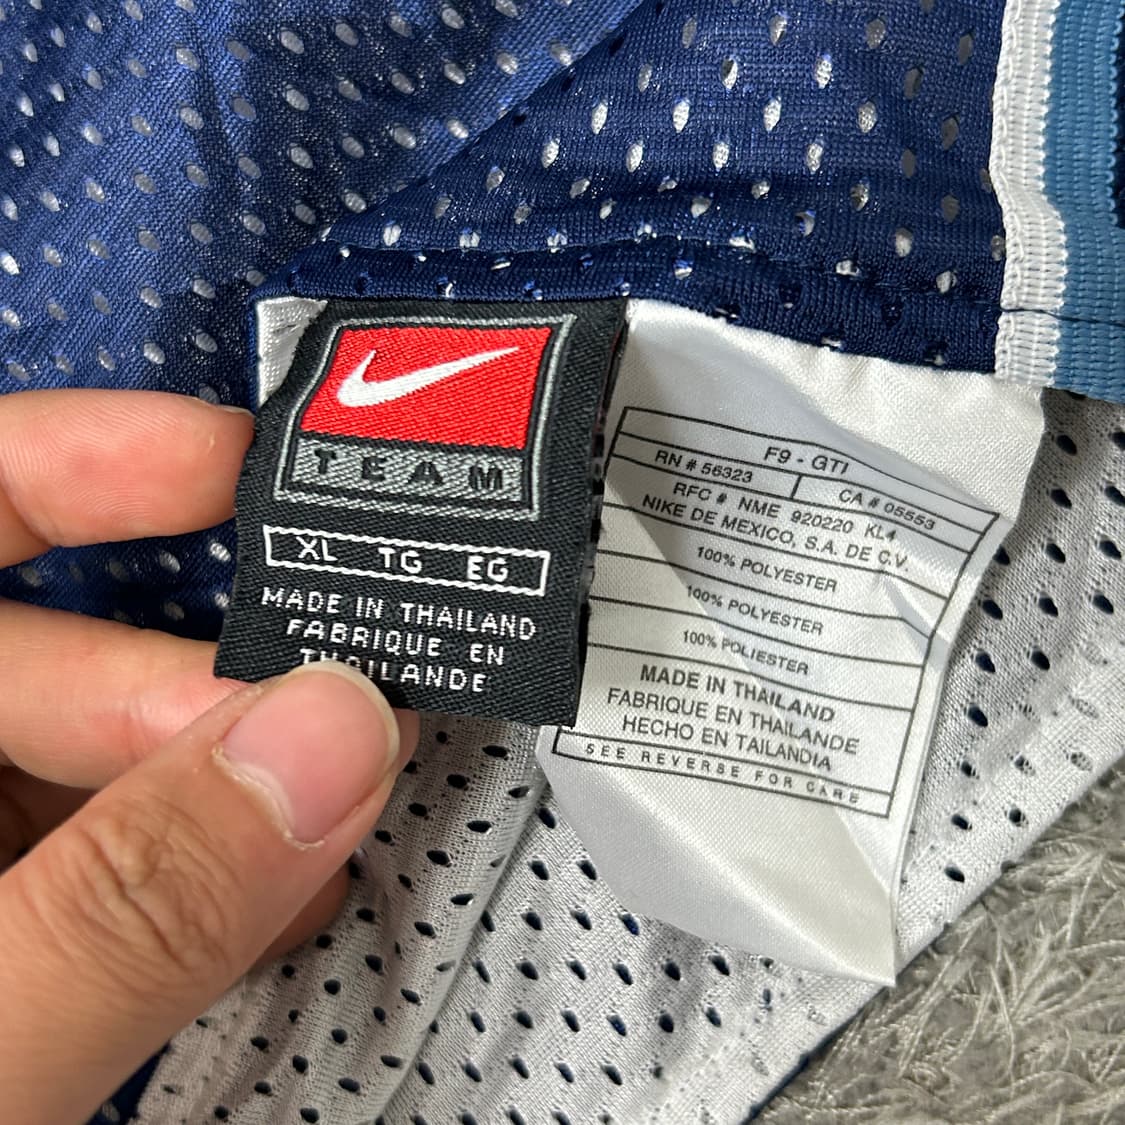 TEAM
XL TG EG
MADE IN THAILAND
FABRIQUE EN
THAILANDE
F9 - GTI
RN # 56323 CA # 05553
RFC # NME 920220 KL4
NIKE DE MEXICO, S.A. DE C.V.
100% POLYESTER
100% POLYESTER
100% POLIESTER
MADE IN THAILAND
FABRIQUE EN THAILANDE
HECHO EN TAILANDIA
SEE REVERSE FOR CARE